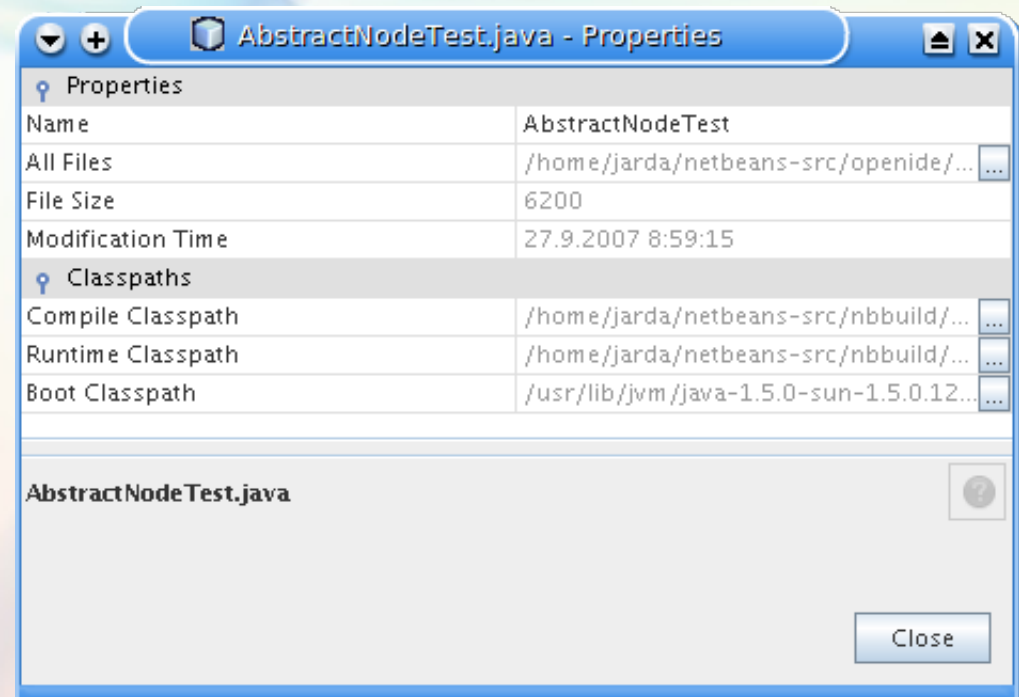 AbstractNodeTest.java - Properties
Properties
Name AbstractNodeTest
All Files /home/jarda/netbeans-src/openide/... ...
File Size 6200
Modification Time 27.9.2007 8:59:15
Classpaths
Compile Classpath /home/jarda/netbeans-src/nbbuild/... ...
Runtime Classpath /home/jarda/netbeans-src/nbbuild/... ...
Boot Classpath /usr/lib/jvm/java-1.5.0-sun-1.5.0.12... ...
AbstractNodeTest.java
?
Close